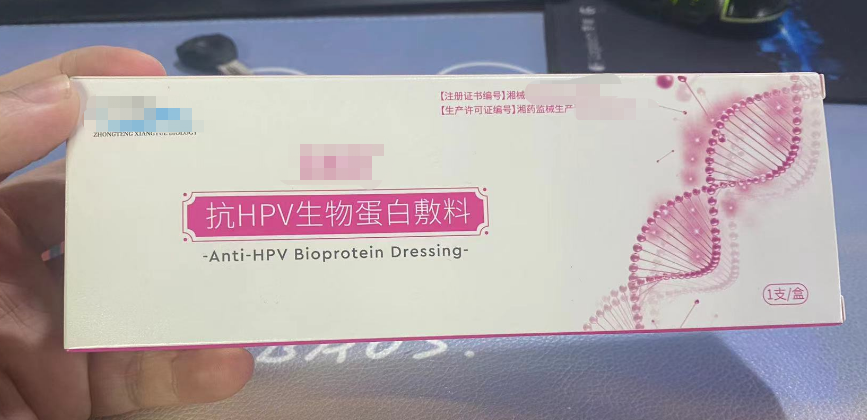 【注册证书编号】湘械
【生产许可证编号】湘药监械生产
ZHONGTENG XIANGYUE BIOLOGY
抗HPV生物蛋白敷料
-Anti-HPV Bioprotein Dressing-
1支/盒